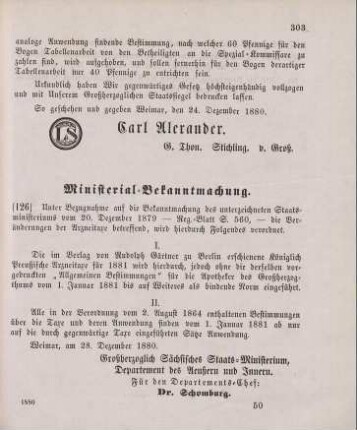 303
analoge Anwendung findende Bestimmung, nach welcher 60 Pfennige für den
Bogen Tabellenarbeit von den Betheiligten an die Spezial-Kommissare zu
zahlen sind, wird aufgehoben, und sollen fernerhin für den Bogen derartiger
Tabellenarbeit nur 40 Pfennige zu entrichten sein.
Urkundlich haben Wir gegenwärtiges Gesetz höchsteigenhändig vollzogen
und mit Unserem Großherzoglichen Staatssiegel bedrucken lassen.
So geschehen und gegeben Weimar, den 24. Dezember 1880.
LS
Carl Alexander.
G. Thon. Stichling. v. Groß.
Ministerial-Bekanntmachung.
[126] Unter Bezugnahme auf die Bekanntmachung des unterzeichneten Staats-
ministeriums vom 20. Dezember 1879 — Reg.-Blatt S. 560, — die Ver-
änderungen der Arzneitaxe betreffend, wird hierdurch Folgendes verordnet.
I.
Die im Verlag von Rudolph Gärtner zu Berlin erschienene Königlich
Preußische Arzneitaxe für 1881 wird hierdurch, jedoch ohne die derselben vor-
gedruckten „Allgemeinen Bestimmungen" für die Apotheker des Großherzog-
thums vom 1. Januar 1881 bis auf Weiteres als bindende Norm eingeführt.
II.
Alle in der Verordnung vom 2. August 1864 enthaltenen Bestimmungen
über die Taxe und deren Anwendung finden vom 1. Januar 1881 ab nur
auf die durch gegenwärtige Taxe eingeführten Sätze Anwendung.
Weimar, am 28. Dezember 1880.
Großherzoglich Sächsisches Staats-Ministerium,
Departement des Aeußern und Innern.
Für den Departements-Chef:
Dr. Schomburg.
1880
50